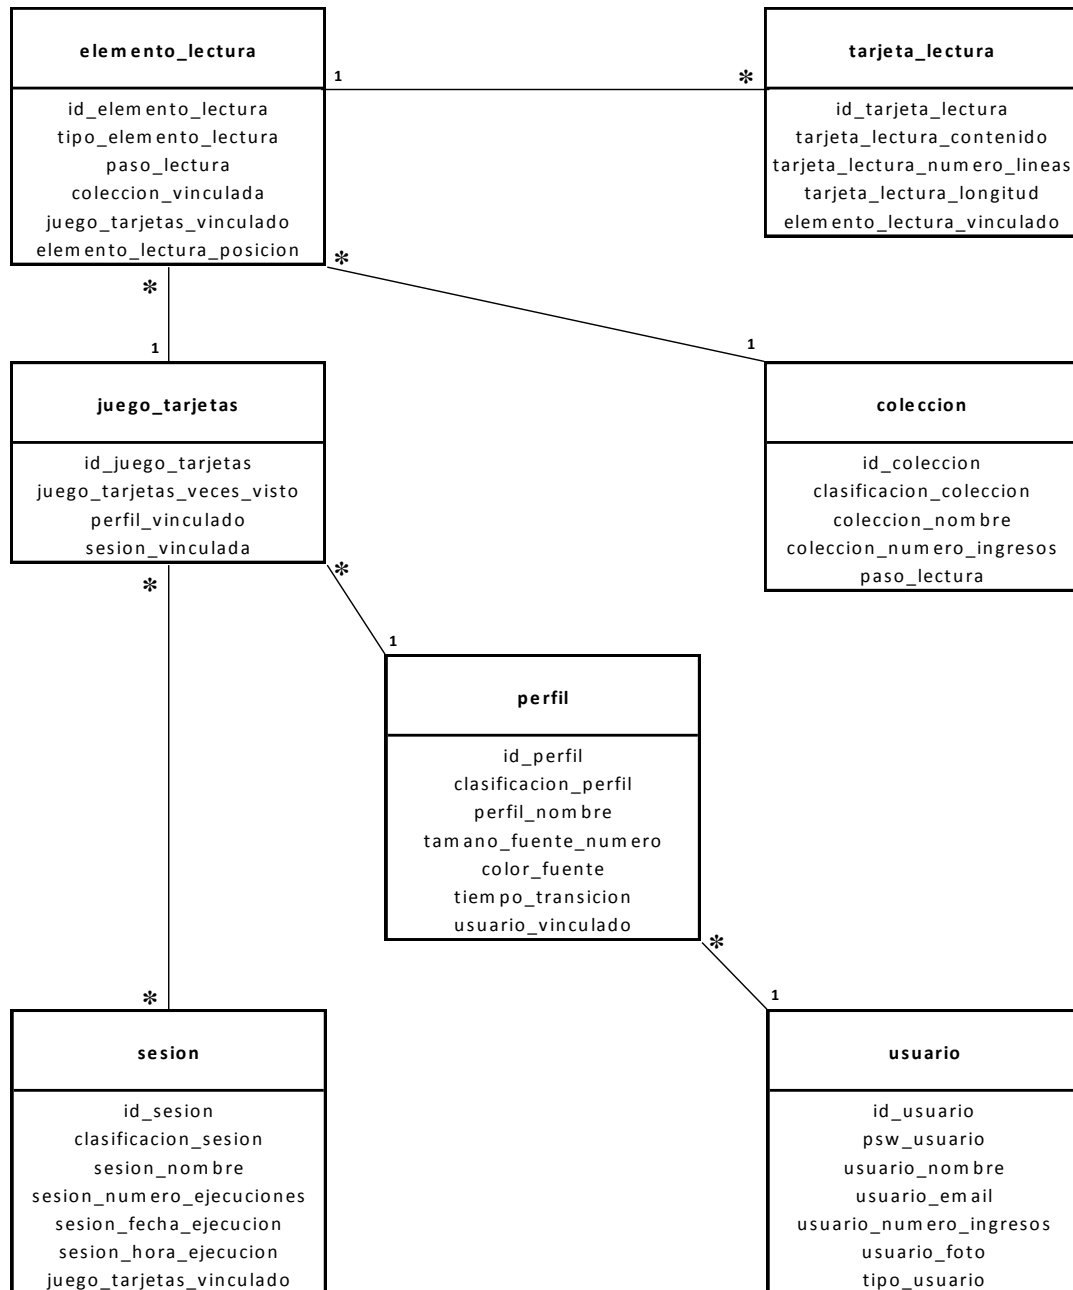 elemento_lectura
id_elemento_lectura
tipo_elemento_lectura
paso_lectura
coleccion_vinculada
juego_tarjetas_vinculado
elemento_lectura_posicion
1
*
tarjeta_lectura
id_tarjeta_lectura
tarjeta_lectura_contenido
tarjeta_lectura_numero_lineas
tarjeta_lectura_longitud
elemento_lectura_vinculado
*
*
1
1
juego_tarjetas
id_juego_tarjetas
juego_tarjetas_veces_visto
perfil_vinculado
sesion_vinculada
coleccion
id_coleccion
clasificacion_coleccion
coleccion_nombre
coleccion_numero_ingresos
paso_lectura
*
*
1
perfil
id_perfil
clasificacion_perfil
perfil_nombre
tamano_fuente_numero
color_fuente
tiempo_transicion
usuario_vinculado
*
*
1
sesion
id_sesion
clasificacion_sesion
sesion_nombre
sesion_numero_ejecuciones
sesion_fecha_ejecucion
sesion_hora_ejecucion
juego_tarjetas_vinculado
usuario
id_usuario
psw_usuario
usuario_nombre
usuario_email
usuario_numero_ingresos
usuario_foto
tipo_usuario